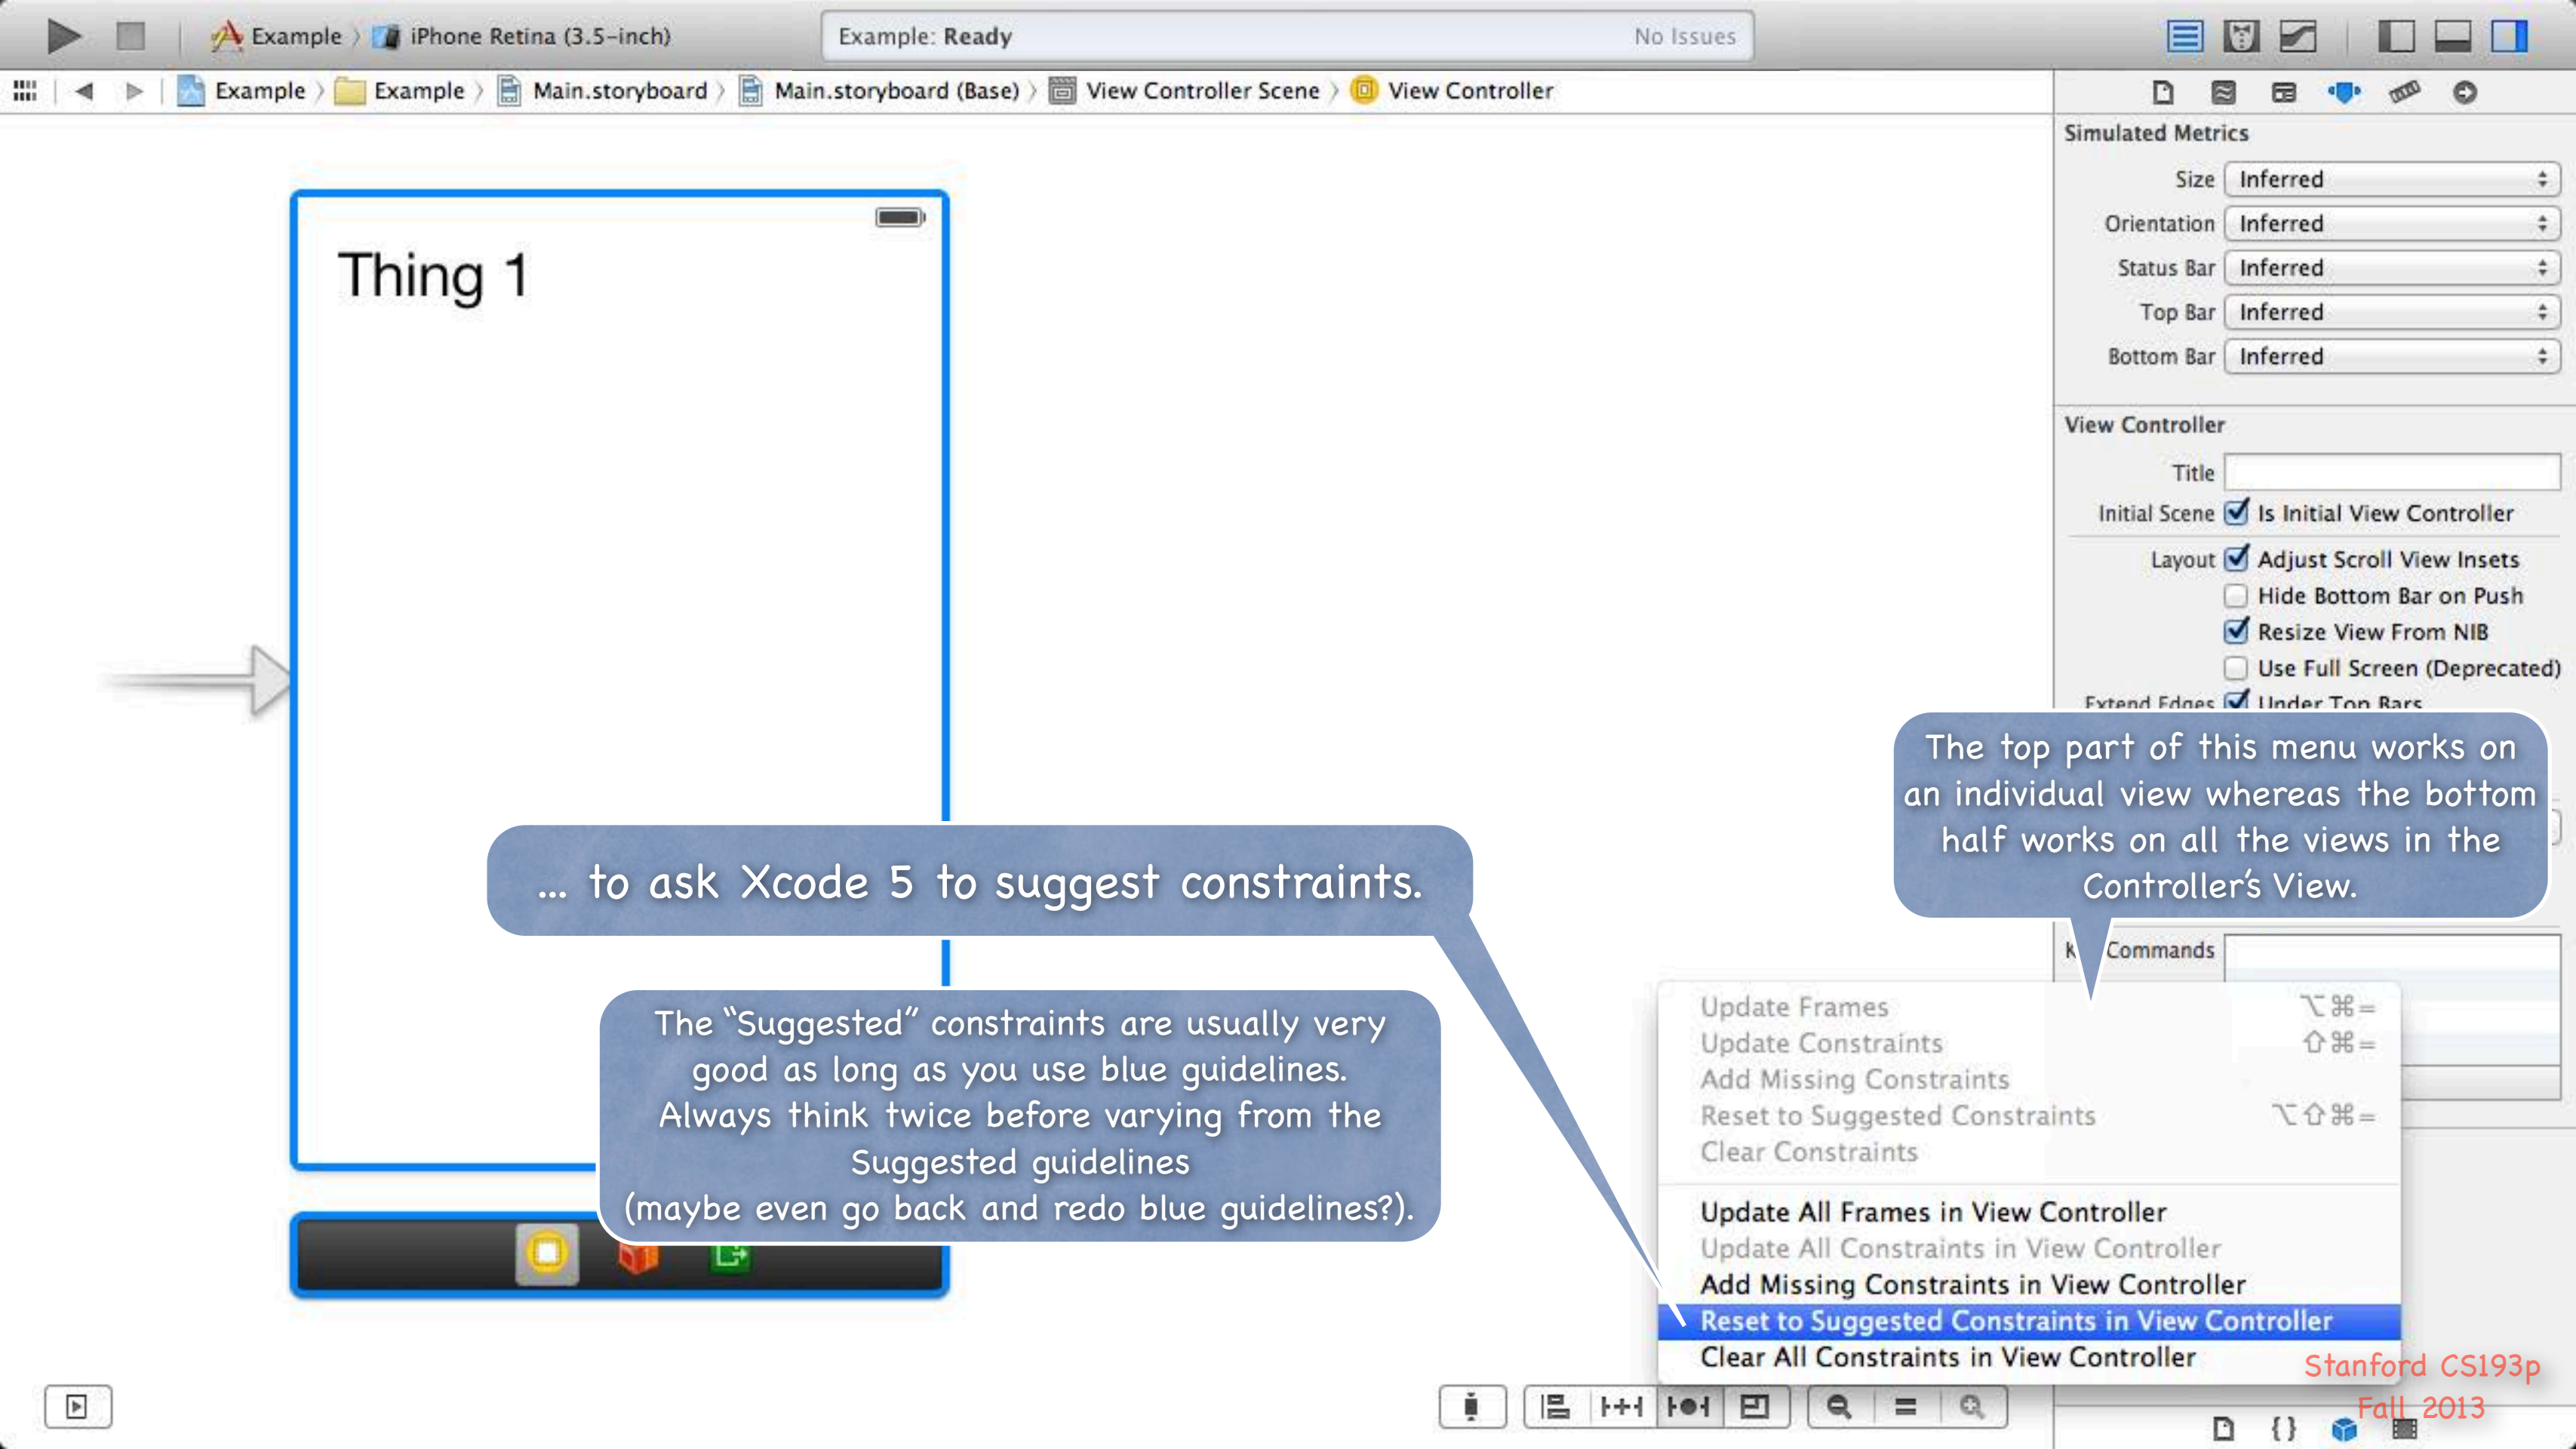 Example
iPhone Retina (3.5-inch)
Example: Ready
No Issues
Example
Example
Main.storyboard
Main.storyboard (Base)
View Controller Scene
View Controller
Simulated Metrics
Size Inferred
Orientation Inferred
Status Bar Inferred
Top Bar Inferred
Bottom Bar Inferred
View Controller
Title
Initial Scene Is Initial View Controller
Layout Adjust Scroll View Insets
Hide Bottom Bar on Push
Resize View From NIB
Use Full Screen (Deprecated)
Extend Edges Under Top Bars
Thing 1
The top part of this menu works on
an individual view whereas the bottom
half works on all the views in the
Controller's View.
... to ask Xcode 5 to suggest constraints.
Commands
The “Suggested” constraints are usually very
good as long as you use blue guidelines.
Always think twice before varying from the
Suggested guidelines
(maybe even go back and redo blue guidelines?).
Update Frames ⌥⌘=
Update Constraints ⇧⌘=
Add Missing Constraints
Reset to Suggested Constraints ⌥⇧⌘=
Clear Constraints
Update All Frames in View Controller
Update All Constraints in View Controller
Add Missing Constraints in View Controller
Reset to Suggested Constraints in View Controller
Clear All Constraints in View Controller
Stanford CS193p
Fall 2013